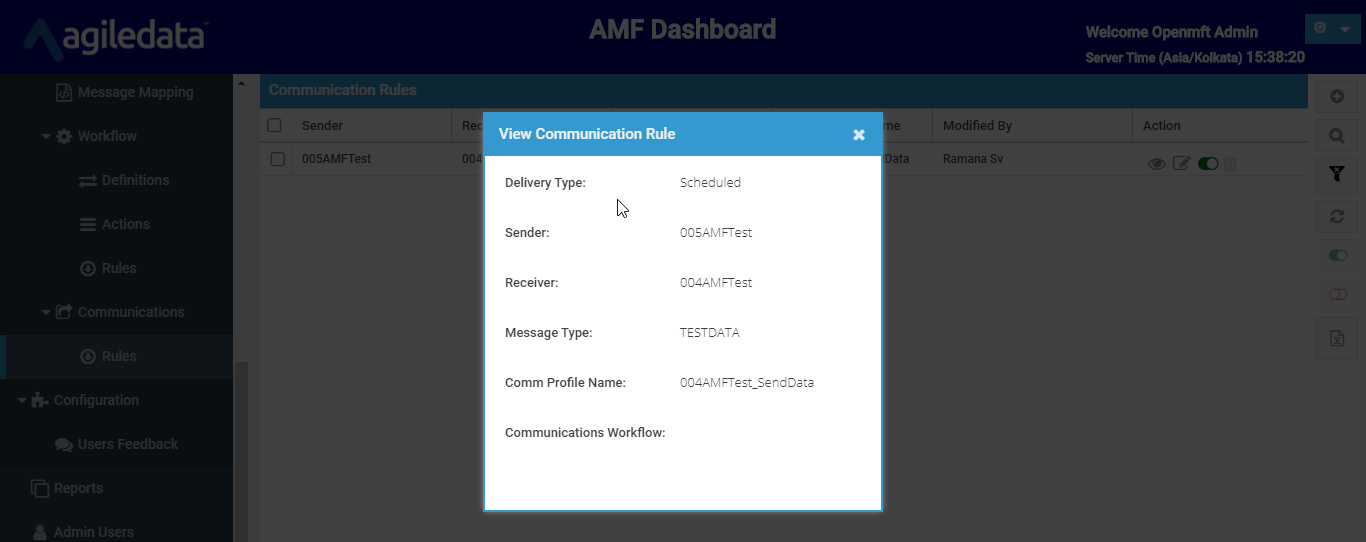 agiledata™
AMF Dashboard
Welcome Openmft Admin
Server Time (Asia/Kolkata) 15:38:20
Message Mapping
Workflow
Definitions
Actions
Rules
Communications
Rules
Configuration
Users Feedback
Reports
Admin Users
Communication Rules
Sender Rec me Modified By Action
005AMFTest 004 Data Ramana Sv
View Communication Rule
Delivery Type: Scheduled
Sender: 005AMFTest
Receiver: 004AMFTest
Message Type: TESTDATA
Comm Profile Name: 004AMFTest_SendData
Communications Workflow: